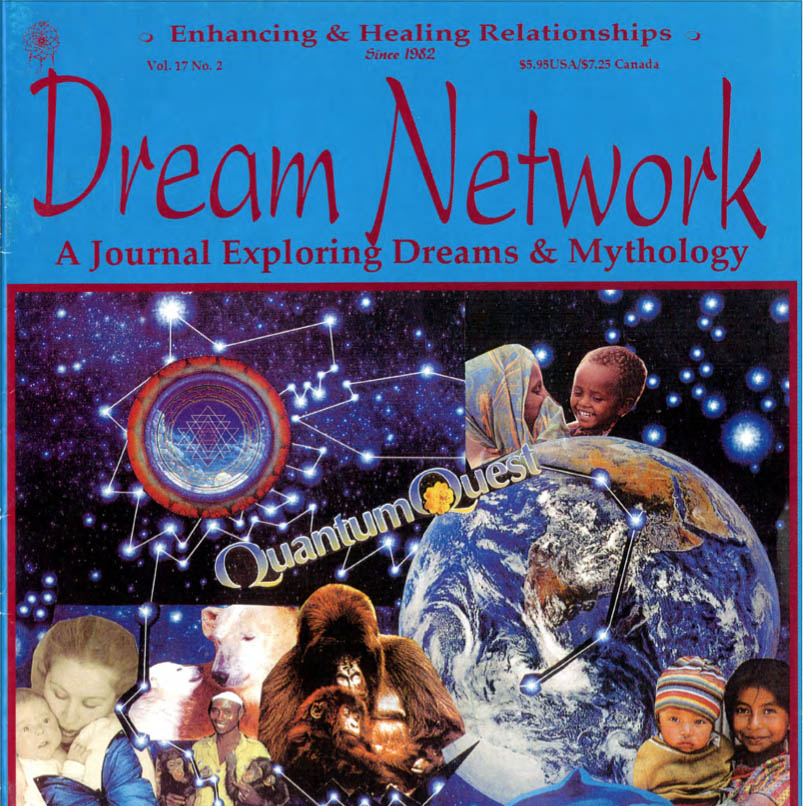 Enhancing & Healing Relationships
Since 1982
Vol. 17 No. 2
$5.95USA/$7.25 Canada
Dream Network
A Journal Exploring Dreams & Mythology
QuantumQuest